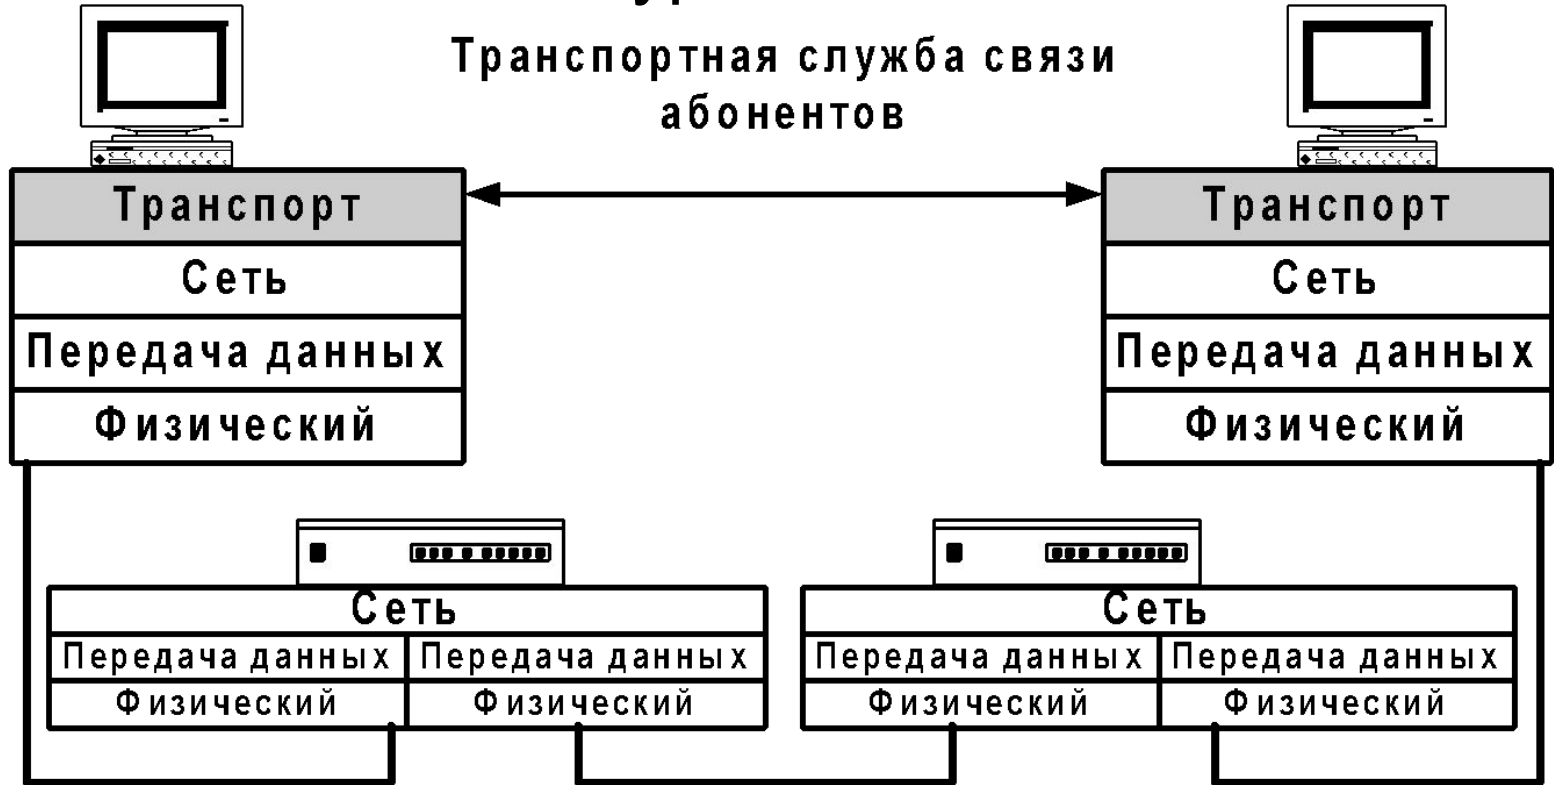 Транспортная служба связи
абонентов
Транспорт
Сеть
Передача данных
Физический
Транспорт
Сеть
Передача данных
Физический
Сеть
Передача данных Передача данных
Физический Физический
Сеть
Передача данных Передача данных
Физический Физический